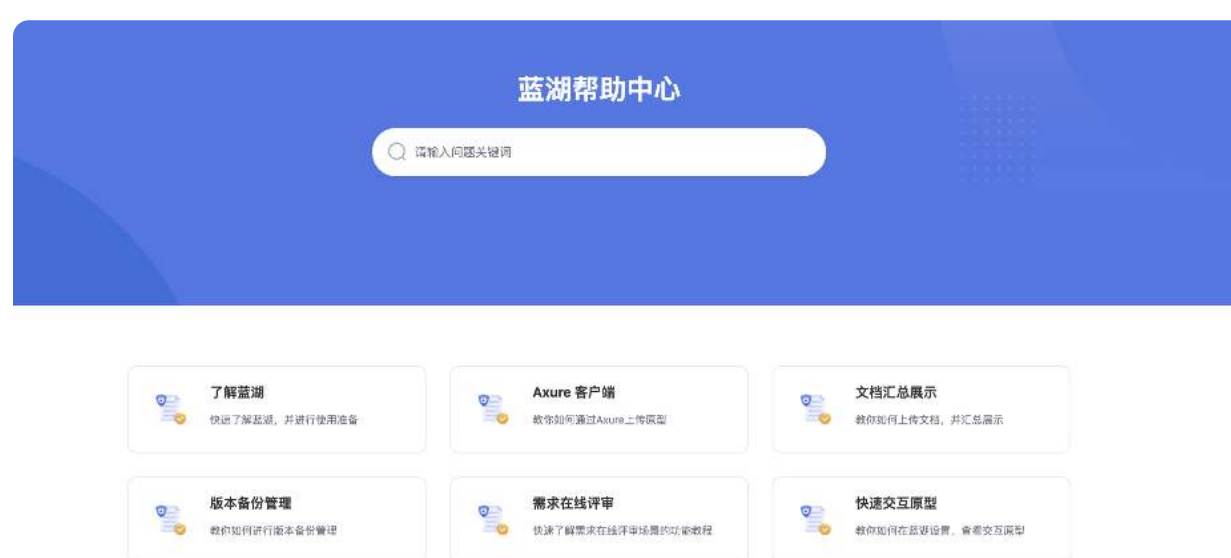 蓝湖帮助中心
请输入问题关键词
了解蓝湖
快速了解蓝湖，并进行使用准备
Axure 客户端
教你如何通过Axure上传原型
文档汇总展示
教你如何上传文档，并汇总展示
版本备份管理
教你如何进行版本备份管理
需求在线评审
快速了解需求在线评审场景的功能教程
快速交互原型
教你如何在蓝湖设置、查看交互原型